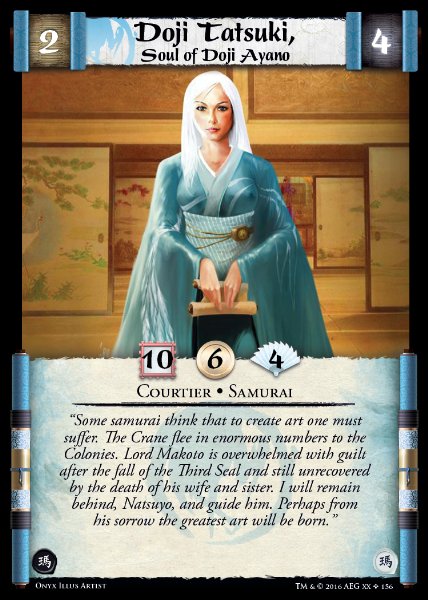 2
Doji Tatsuki,
Soul of Doji Ayano
4
10
6
4
Courtier • Samurai
“Some samurai think that to create art one must
suffer. The Crane flee in enormous numbers to the
Colonies. Lord Makoto is overwhelmed with guilt
after the fall of the Third Seal and still unrecovered
by the death of his wife and sister. I will remain
behind, Natsuyo, and guide him. Perhaps from
his sorrow the greatest art will be born.”
瑪
瑪
Onyx Illus Artist
TM & © 2016 AEG XX ❖ 156